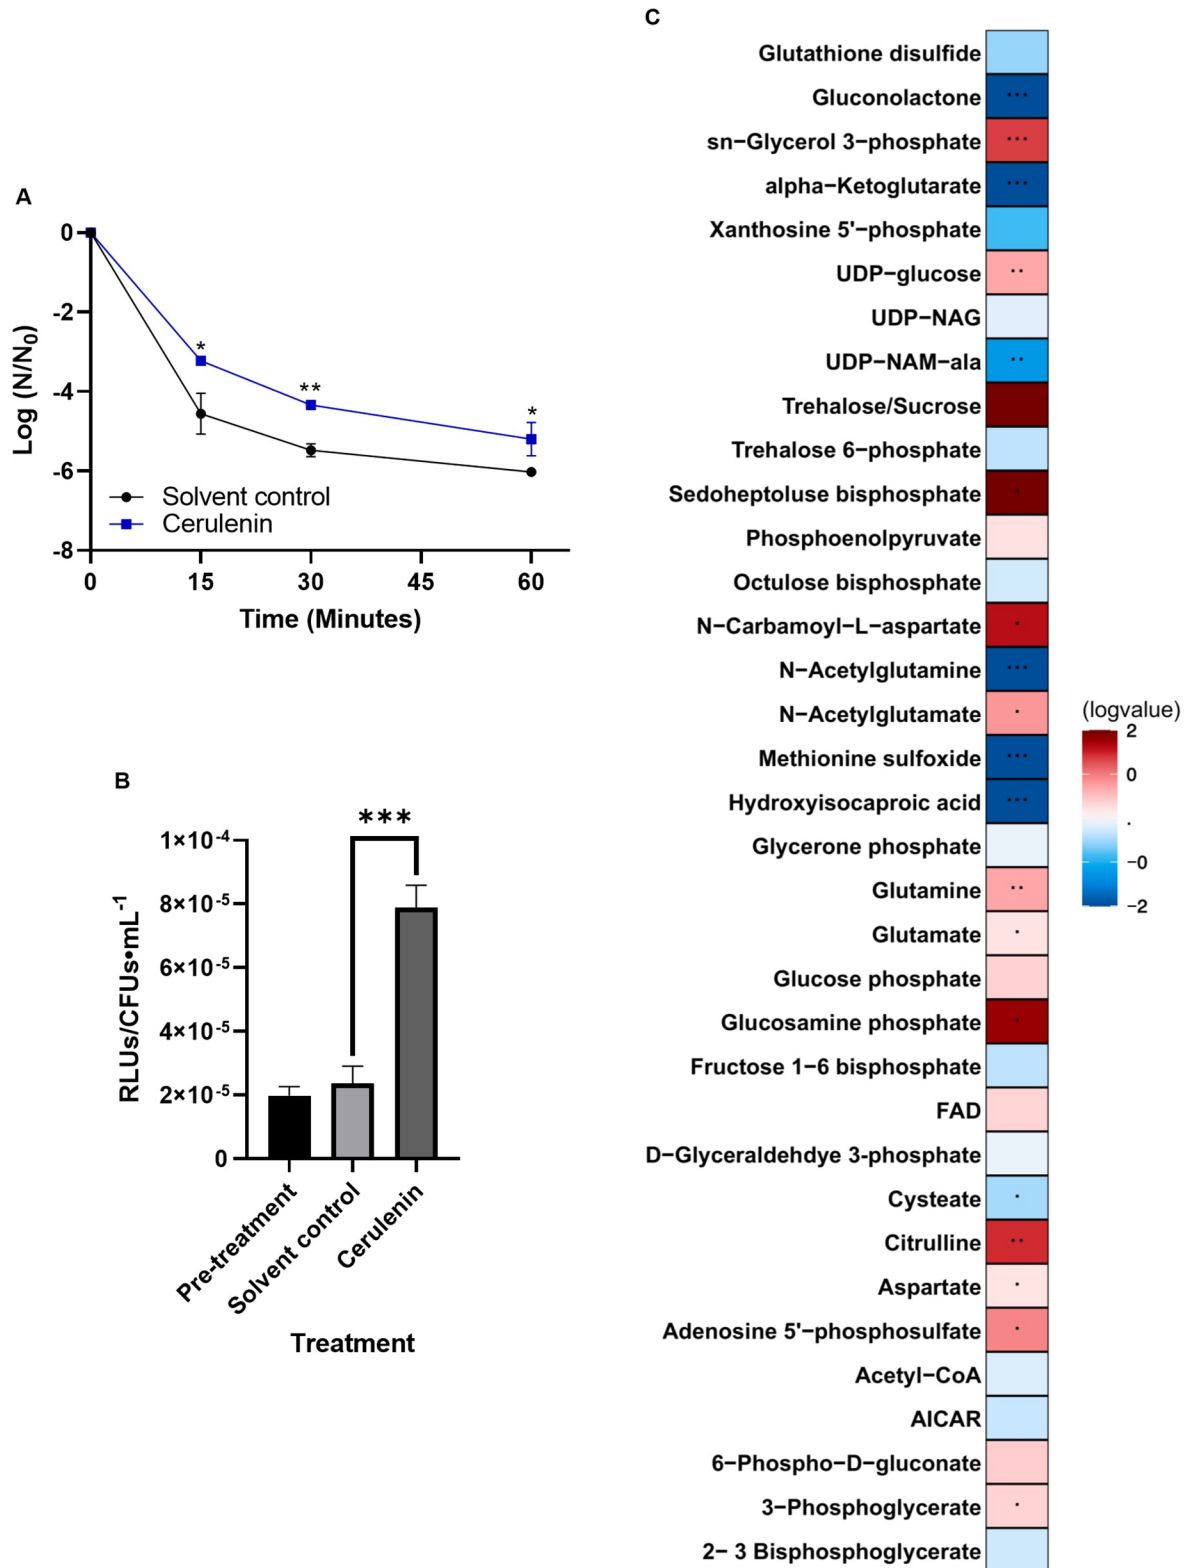 A
0
-2
-4
-6
-8
Log (N/N0)
*
**
*
Solvent control
Cerulenin
0 15 30 45 60
Time (Minutes)
B
***
1×10-4
8×10-5
6×10-5
4×10-5
2×10-5
0
RLUs/CFUs•mL-1
Pre-treatment
Solvent control
Cerulenin
Treatment
C
Glutathione disulfide
Gluconolactone ···
sn−Glycerol 3−phosphate ···
alpha−Ketoglutarate ···
Xanthosine 5'−phosphate
UDP−glucose ··
UDP−NAG
UDP−NAM−ala ··
Trehalose/Sucrose
Trehalose 6−phosphate
Sedoheptoluse bisphosphate ·
Phosphoenolpyruvate
Octulose bisphosphate
N−Carbamoyl−L−aspartate ·
N−Acetylglutamine ···
N−Acetylglutamate ·
Methionine sulfoxide ···
Hydroxyisocaproic acid ···
Glycerone phosphate
Glutamine ··
Glutamate ·
Glucose phosphate
Glucosamine phosphate ·
Fructose 1−6 bisphosphate
FAD
D−Glyceraldehdye 3-phosphate
Cysteate ·
Citrulline ··
Aspartate ·
Adenosine 5'−phosphosulfate ·
Acetyl−CoA
AICAR
6−Phospho−D−gluconate
3−Phosphoglycerate ·
2− 3 Bisphosphoglycerate
(logvalue)
2
0
·
−0
−2